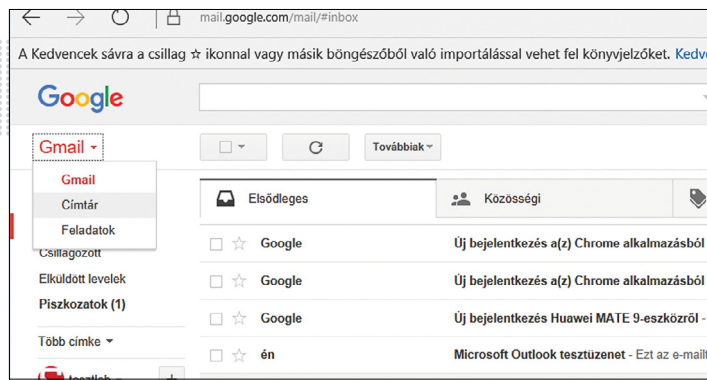 mail.google.com/mail/#inbox
A Kedvencek sávra a csillag ☆ ikonnal vagy másik böngészőből való importálással vehet fel könyvjelzőket. Kedve
Google
Gmail
Továbbiak
Gmail
Címtár
Feladatok
Csillagozott
Elküldött levelek
Piszkozatok (1)
Több címke
Elsődleges
Közösségi
Google Új bejelentkezés a(z) Chrome alkalmazásból
Google Új bejelentkezés a(z) Chrome alkalmazásból
Google Új bejelentkezés Huawei MATE 9-eszközről -
én Microsoft Outlook tesztüzenet - Ezt az e-mailt